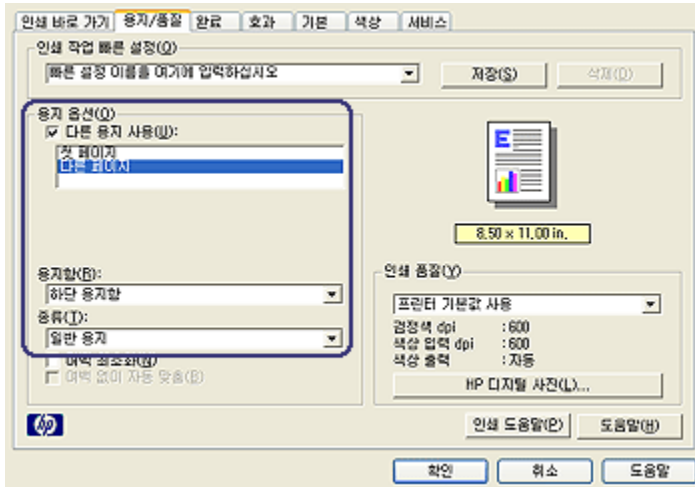 인쇄 바로 가기 용지/품질 완료 효과 기본 색상 서비스
인쇄 작업 빠른 설정(Q)
빠른 설정 이름을 여기에 입력하십시오
저장(S) 삭제(D)
용지 옵션(O)
다른 용지 사용(U):
첫 페이지
다른 페이지
E
8.50 × 11.00 in.
용지함(R):
하단 용지함
종류(T):
일반 용지
여백 최소화(N)
여백 없이 자동 맞춤(B)
인쇄 품질(Y)
프린터 기본값 사용
검정색 dpi :600
색상 입력 dpi :600
색상 출력 :자동
HP 디지털 사진(L)...
hp
인쇄 도움말(P) 도움말(H)
확인 취소 도움말